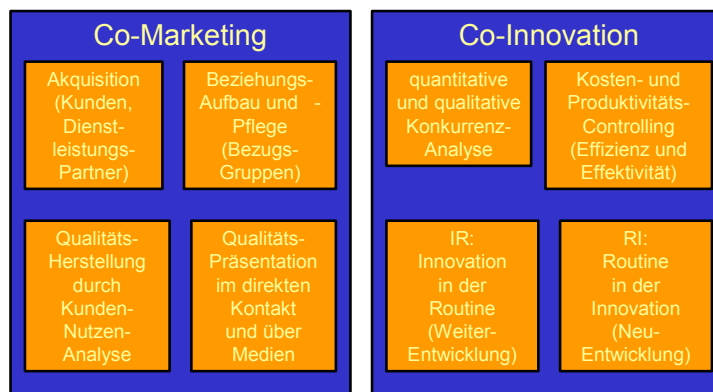 Co-Marketing
Akquisition
(Kunden,
Dienst-
leistungs-
Partner)
Beziehungs-
Aufbau und -
Pflege
(Bezugs-
Gruppen)
Qualitäts-
Herstellung
durch
Kunden-
Nutzen-
Analyse
Qualitäts-
Präsentation
im direkten
Kontakt
und über
Medien
Co-Innovation
quantitative
und qualitative
Konkurrenz-
Analyse
Kosten- und
Produktivitäts-
Controlling
(Effizienz und
Effektivität)
IR:
Innovation
in der
Routine
(Weiter-
Entwicklung)
RI:
Routine
in der
Innovation
(Neu-
Entwicklung)